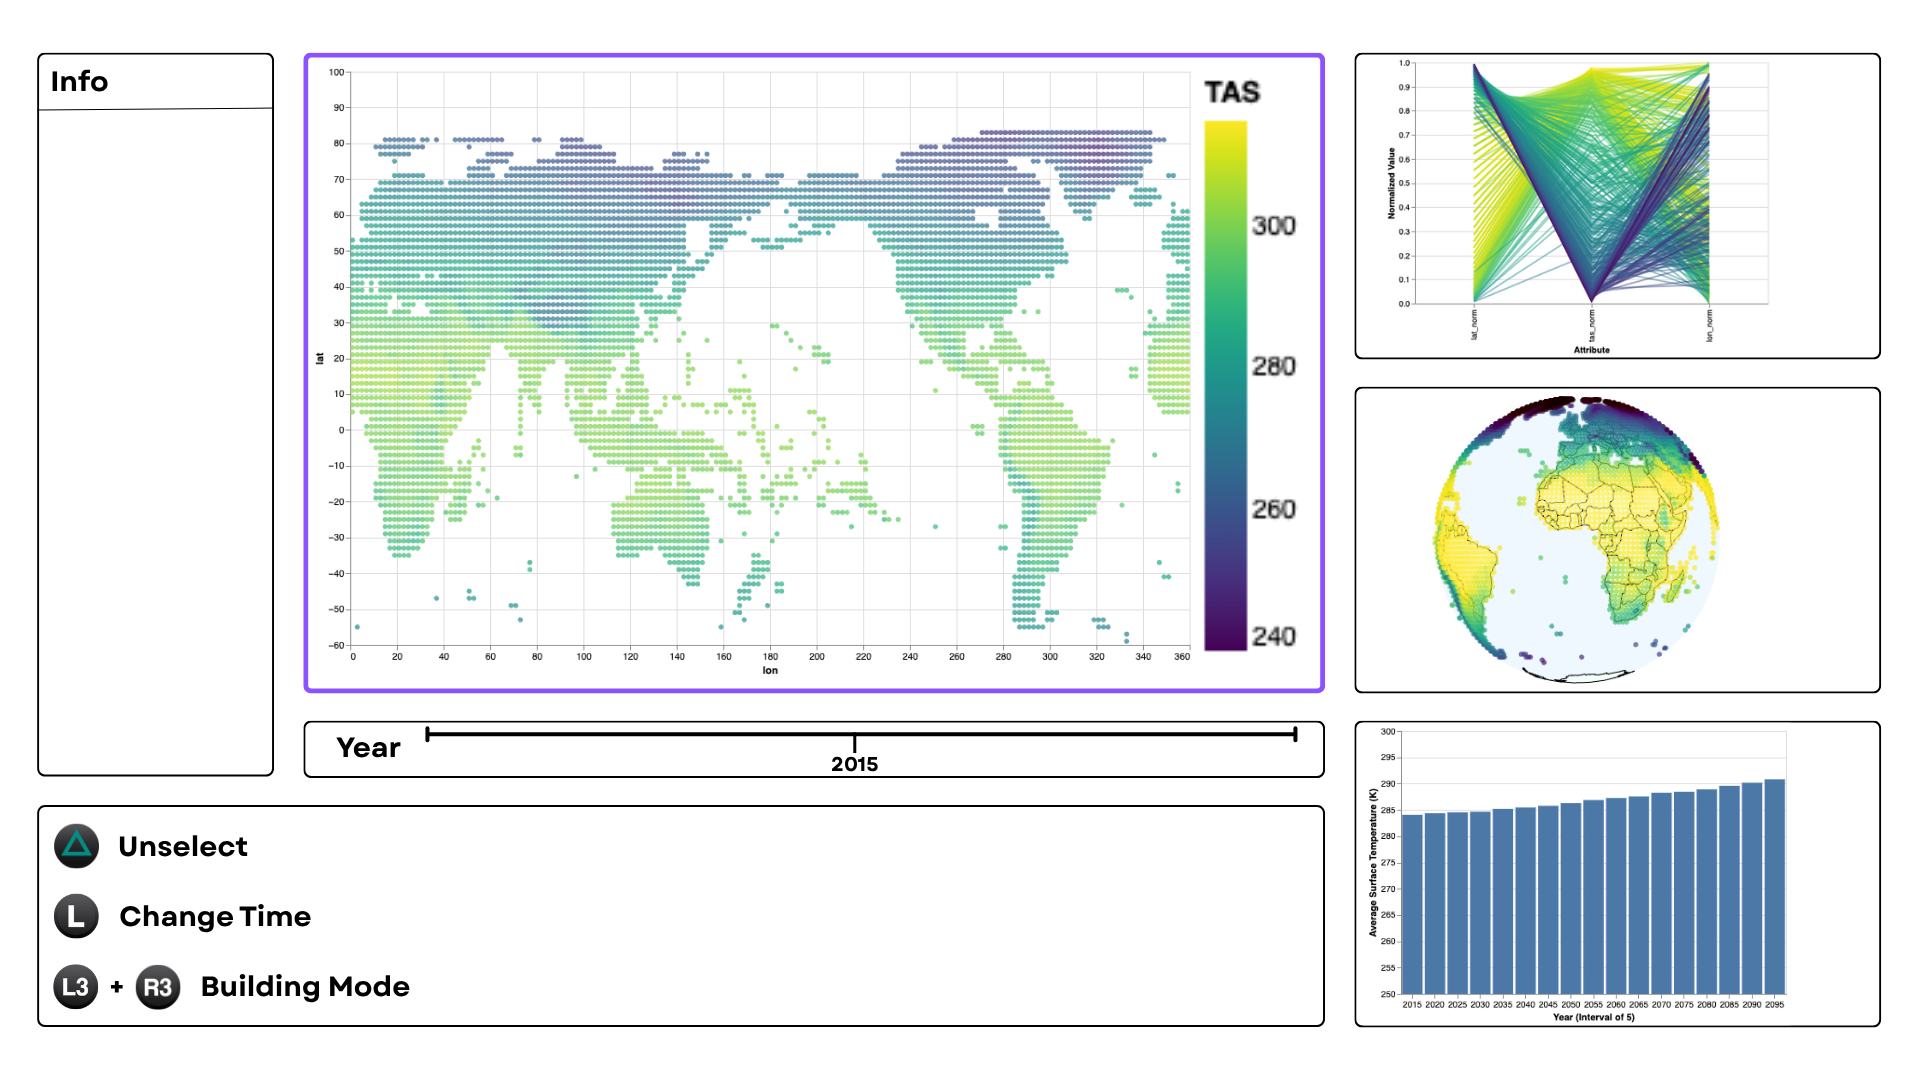 Info
100
90
80
70
60
50
40
30
20
10
0
−10
−20
−30
−40
−50
−60
lat
0 20 40 60 80 100 120 140 160 180 200 220 240 260 280 300 320 340 360
lon
TAS
300
280
260
240
1.0
0.9
0.8
0.7
0.6
0.5
0.4
0.3
0.2
0.1
0.0
Normalized Value
lat_norm tas_norm lon_norm
Attribute
Year
2015
300
295
290
285
280
275
270
265
260
255
250
Average Surface Temperature (K)
2015 2020 2025 2030 2035 2040 2045 2050 2055 2060 2065 2070 2075 2080 2085 2090 2095
Year (Interval of 5)
Unselect
L Change Time
L3 + R3 Building Mode